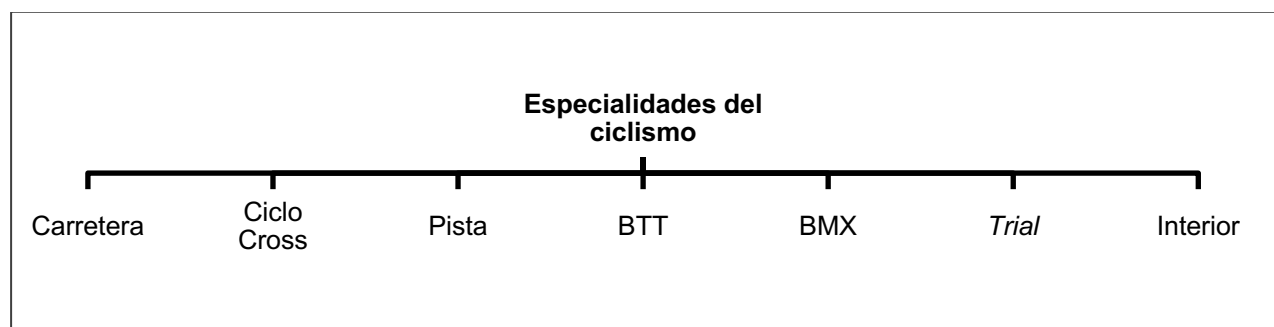 Especialidades del
ciclismo
Carretera
Ciclo
Cross
Pista
BTT
BMX
Trial
Interior